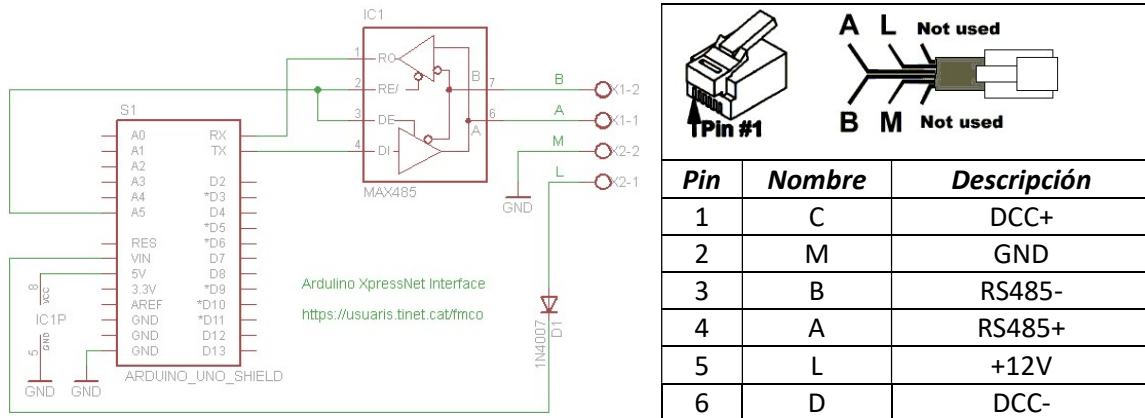 IC1
1 RO
2 RE/
3 DE
4 DI
B 7
A 6
MAX485
B X1-2
A X1-1
M X2-2
L X2-1
GND
S1
A0 RX
A1 TX
A2
A3 D2
A4 *D3
A5 D4
*D5
RES *D6
VIN D7
5V D8
3.3V *D9
AREF *D10
GND *D11
GND D12
GND D13
ARDUINO_UNO_SHIELD
8 VCC
IC1P
5 GND
GND GND
Arduino XpressNet Interface
https://usuaris.tinet.cat/fmco
1N4007
D1
Pin #1
A L Not used
B M Not used
Pin Nombre Descripción
1 C DCC+
2 M GND
3 B RS485-
4 A RS485+
5 L +12V
6 D DCC-